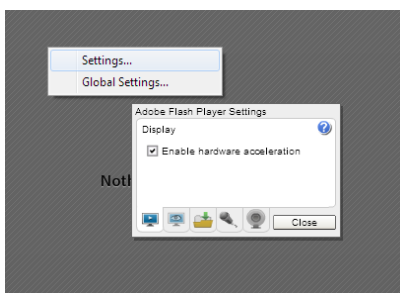 Settings...
Global Settings...
Adobe Flash Player Settings
Display
?
Enable hardware acceleration
Close